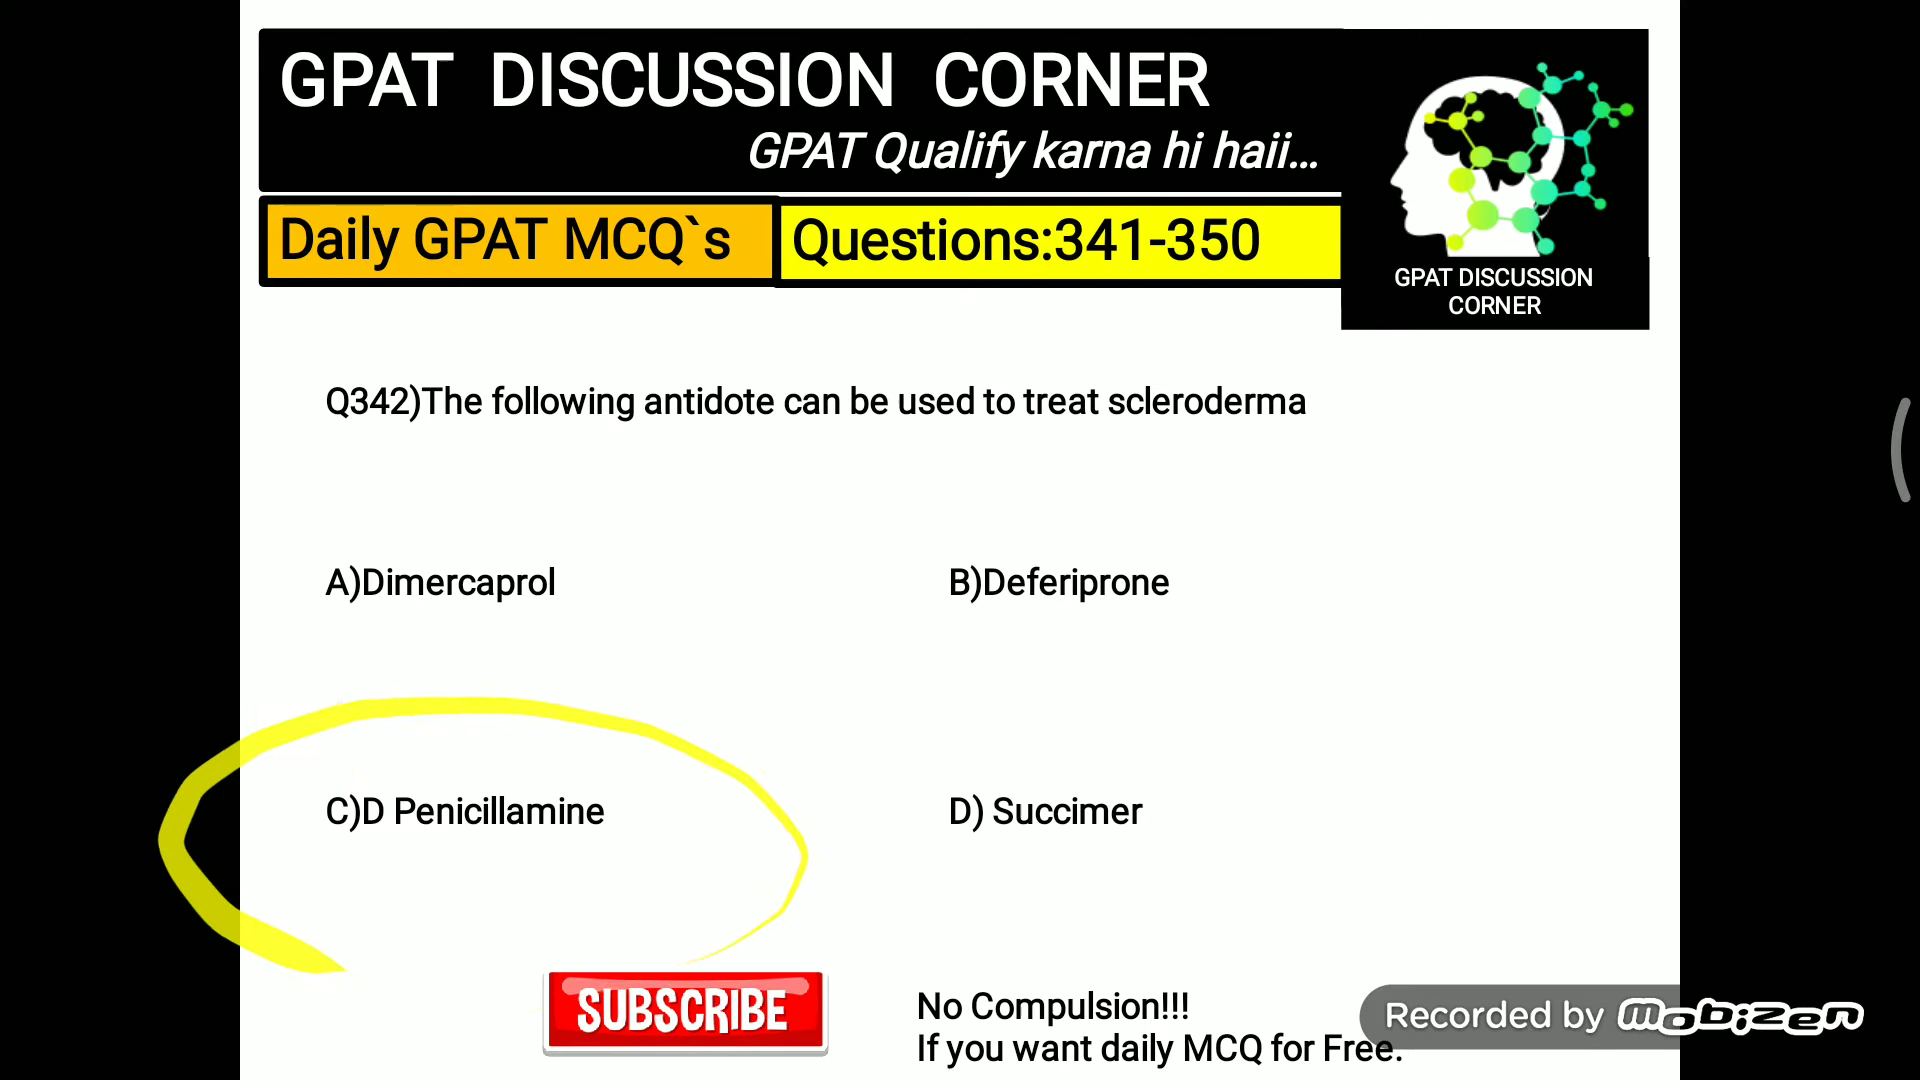 GPAT DISCUSSION CORNER
GPAT Qualify karna hi haii...
Daily GPAT MCQ`s
Questions:341-350
GPAT DISCUSSION
CORNER
Q342)The following antidote can be used to treat scleroderma
A)Dimercaprol
B)Deferiprone
C)D Penicillamine
D) Succimer
SUBSCRIBE
No Compulsion!!!
If you want daily MCQ for Free.
Recorded by mobizen